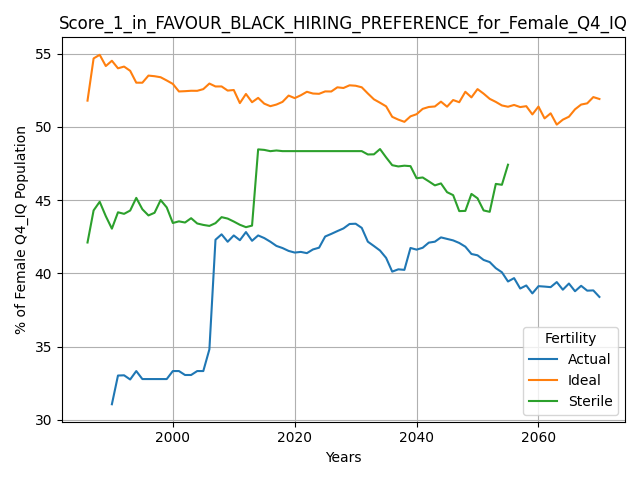 Score_1_in_FAVOUR_BLACK_HIRING_PREFERENCE_for_Female_Q4_IQ
% of Female Q4_IQ Population
55
50
45
40
35
30
2000 2020 2040 2060
Years
Fertility
Actual
Ideal
Sterile